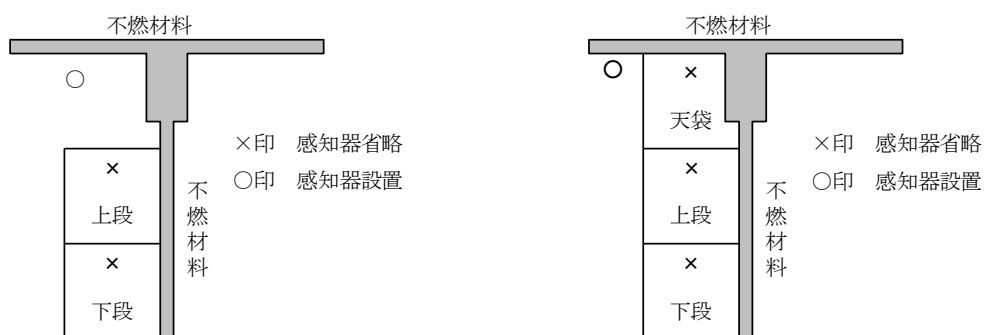 不燃材料
○
×印 感知器省略
○印 感知器設置
×
上段
×
下段
不燃材料
不燃材料
○
×
天袋
×印 感知器省略
○印 感知器設置
×
上段
×
下段
不燃材料